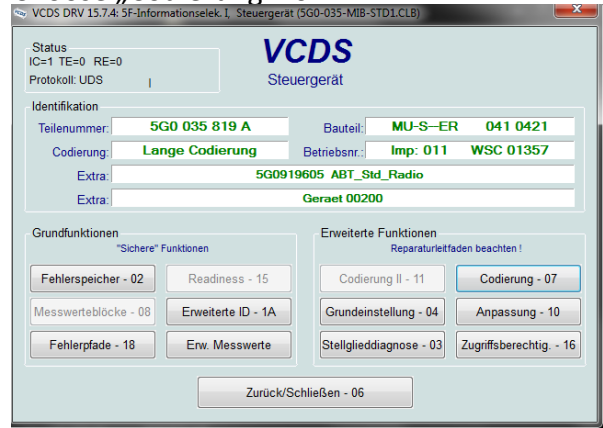 VCDS DRV 15.7.4: 5F-Informationselek. I, Steuergerät (5G0-035-MIB-STD1.CLB)
Status
IC=1 TE=0 RE=0
Protokoll: UDS
VCDS
Steuergerät
Identifikation
Teilenummer: 5G0 035 819 A Bauteil: MU-S--ER 041 0421
Codierung: Lange Codierung Betriebsnr.: Imp: 011 WSC 01357
Extra: 5G0919605 ABT_Std_Radio
Extra: Geraet 00200
Grundfunktionen
"Sichere" Funktionen
Erweiterte Funktionen
Reparaturleitfaden beachten !
Fehlerspeicher - 02 Readiness - 15 Codierung II - 11 Codierung - 07
Messwerteblöcke - 08 Erweiterte ID - 1A Grundeinstellung - 04 Anpassung - 10
Fehlerpfade - 18 Erw. Messwerte Stellglieddiagnose - 03 Zugriffsberechtig. - 16
Zurück/Schließen - 06